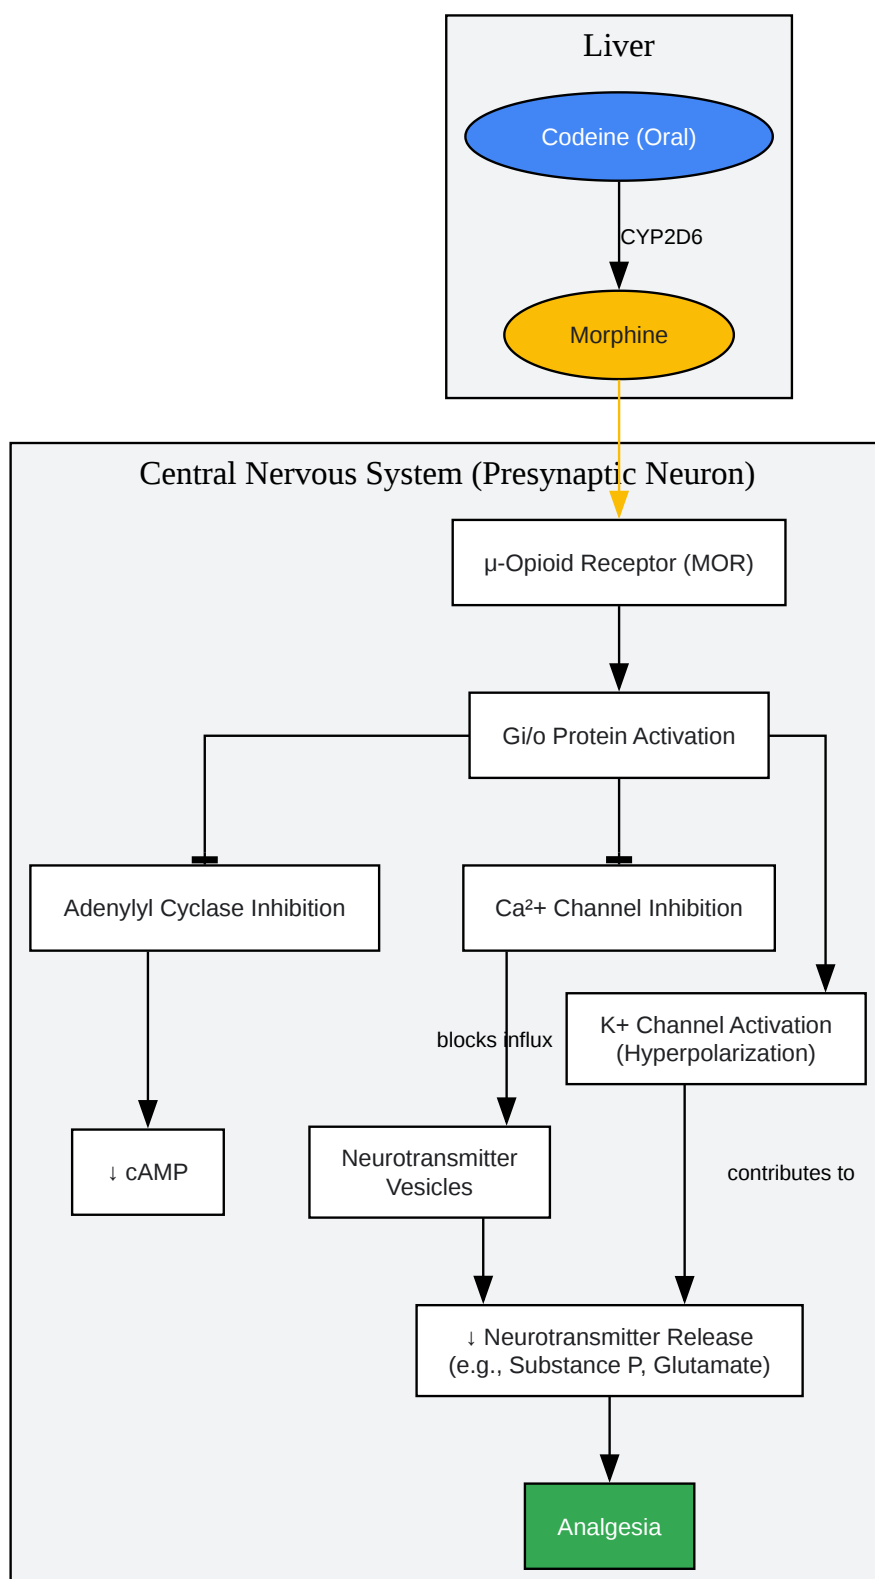 Liver
Codeine (Oral)
CYP2D6
Morphine
Central Nervous System (Presynaptic Neuron)
μ-Opioid Receptor (MOR)
Gi/o Protein Activation
Adenylyl Cyclase Inhibition
Ca²+ Channel Inhibition
K+ Channel Activation
(Hyperpolarization)
blocks influx
↓ cAMP
Neurotransmitter
Vesicles
contributes to
↓ Neurotransmitter Release
(e.g., Substance P, Glutamate)
Analgesia